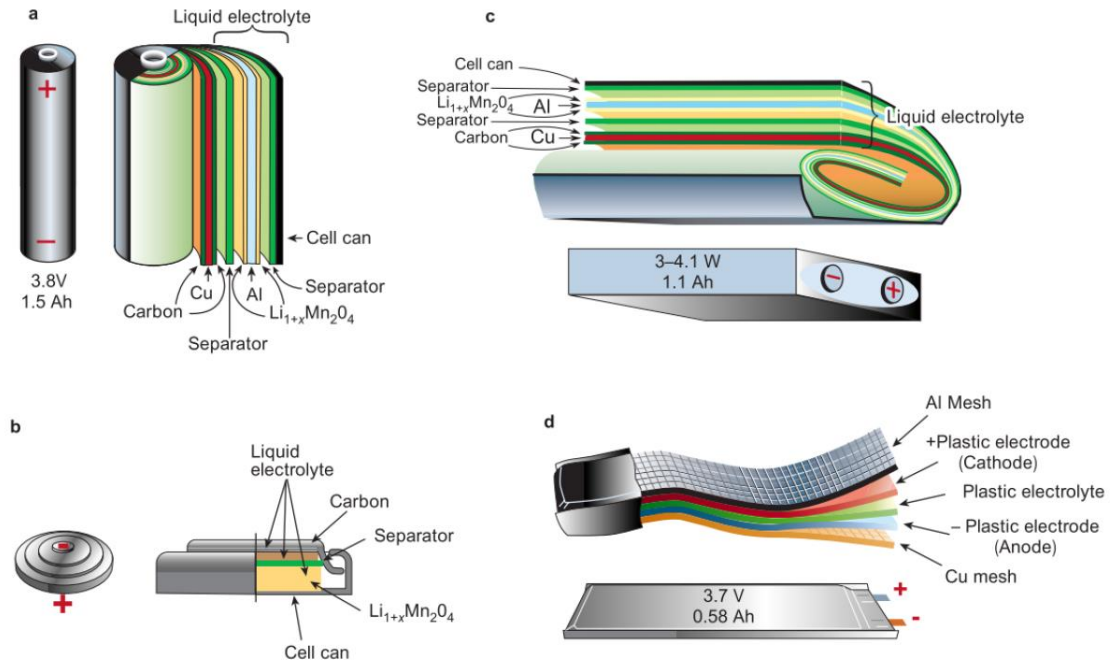 a
Liquid electrolyte
+
−
3.8V
1.5 Ah
Cell can
Cu
Al
Separator
Carbon
Li1+xMn2O4
Separator
c
Cell can
Separator
Li1+xMn2O4
Al
Separator
Carbon
Cu
Liquid electrolyte
3–4.1 W
1.1 Ah
−
+
b
Liquid
electrolyte
Carbon
Separator
Li1+xMn2O4
Cell can
-
+
d
Al Mesh
+Plastic electrode
(Cathode)
Plastic electrolyte
– Plastic electrode
(Anode)
Cu mesh
3.7 V
0.58 Ah
+
-